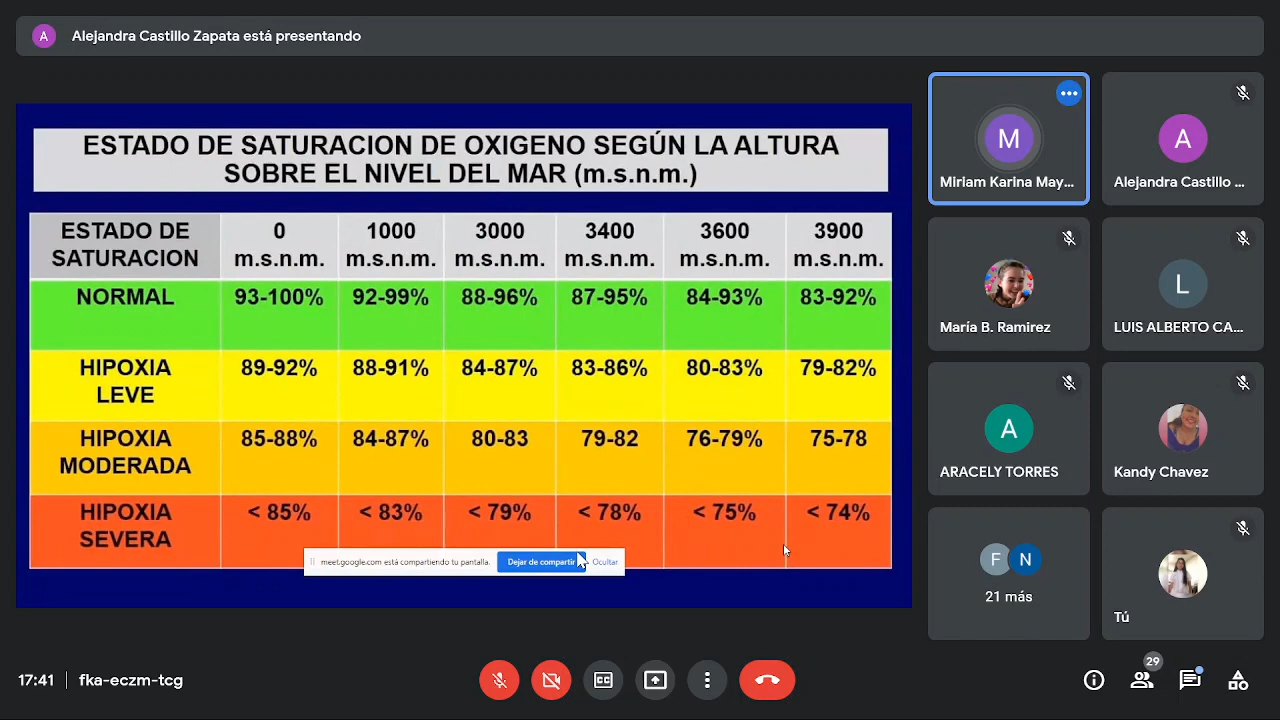 A
Alejandra Castillo Zapata está presentando
ESTADO DE SATURACION DE OXIGENO SEGÚN LA ALTURA
SOBRE EL NIVEL DEL MAR (m.s.n.m.)
ESTADO DE SATURACION 0 m.s.n.m. 1000 m.s.n.m. 3000 m.s.n.m. 3400 m.s.n.m. 3600 m.s.n.m. 3900 m.s.n.m.
NORMAL 93-100% 92-99% 88-96% 87-95% 84-93% 83-92%
HIPOXIA LEVE 89-92% 88-91% 84-87% 83-86% 80-83% 79-82%
HIPOXIA MODERADA 85-88% 84-87% 80-83 79-82 76-79% 75-78
HIPOXIA SEVERA < 85% < 83% < 79% < 78% < 75% < 74%
meet.google.com está compartiendo tu pantalla. Dejar de compartir Ocultar
M
Miriam Karina May...
A
Alejandra Castillo ...
María B. Ramirez
L
LUIS ALBERTO CA...
A
ARACELY TORRES
Kandy Chavez
F N
21 más
Tú
17:41 | fka-eczm-tcg
29